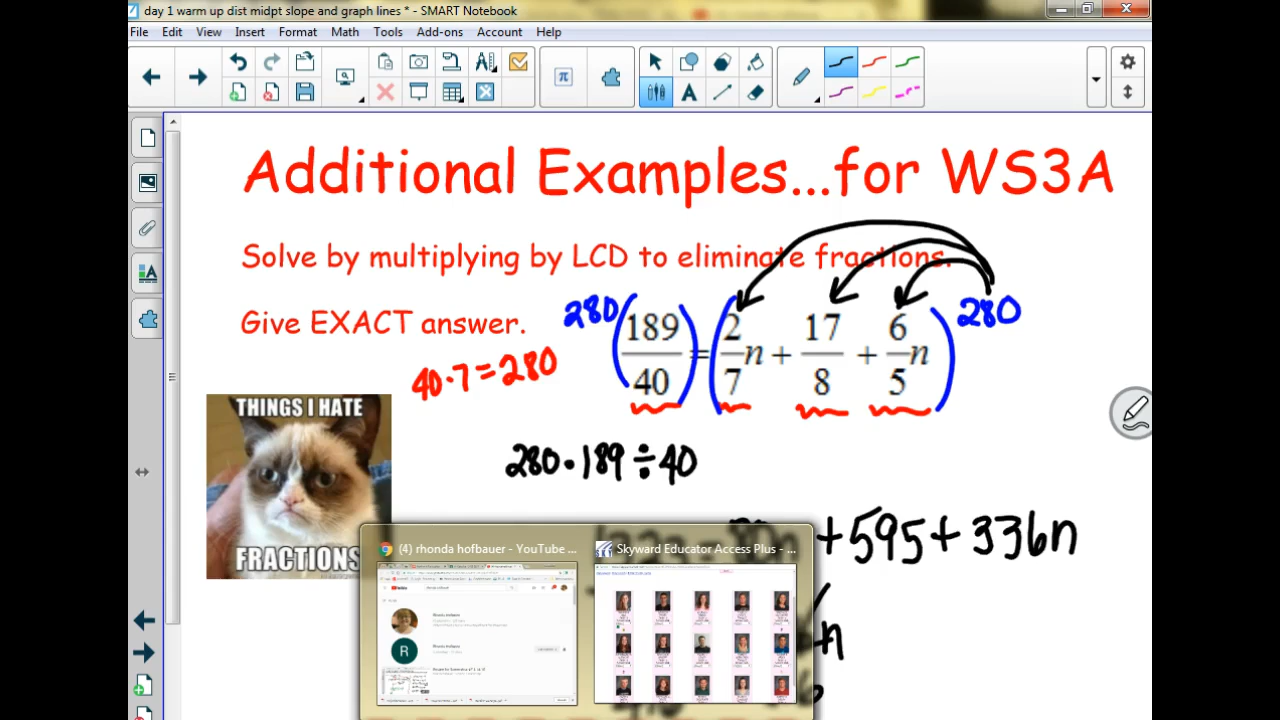 day 1 warm up dist midpt slope and graph lines * - SMART Notebook
File Edit View Insert Format Math Tools Add-ons Account Help
Additional Examples...for WS3A
Solve by multiplying by LCD to eliminate fractions.
Give EXACT answer.
280(189/40) = (2/7 n + 17/8 + 6/5 n)280
40·7=280
280·189÷40
THINGS I HATE
FRACTIONS
+595+336n
n
(4) rhonda hofbauer - YouTube ...
Skyward Educator Access Plus - ...